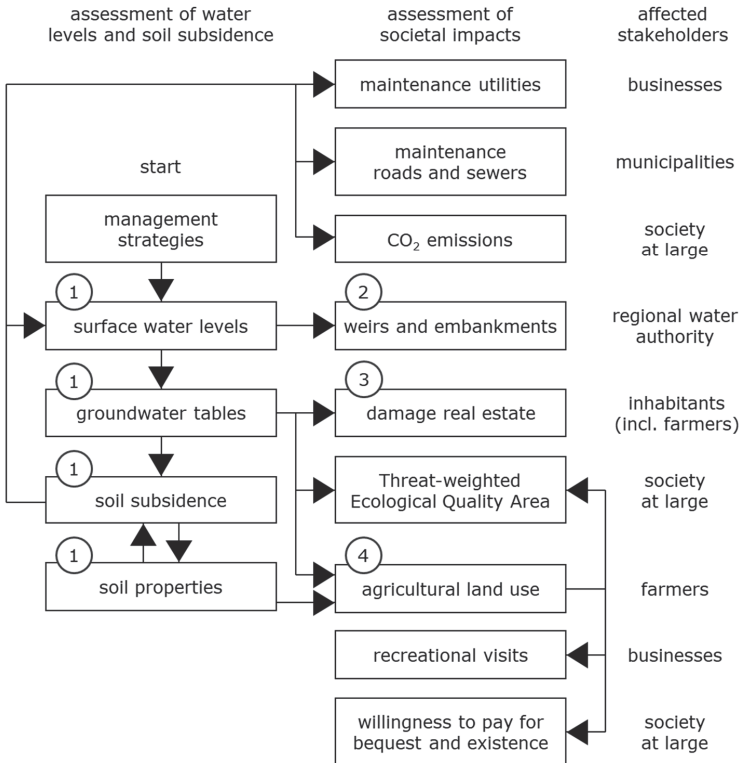 assessment of water
levels and soil subsidence
assessment of
societal impacts
affected
stakeholders
maintenance utilities
businesses
start
maintenance
roads and sewers
municipalities
management
strategies
CO₂ emissions
society
at large
1
surface water levels
2
weirs and embankments
regional water
authority
1
groundwater tables
3
damage real estate
inhabitants
(incl. farmers)
1
soil subsidence
Threat-weighted
Ecological Quality Area
society
at large
1
soil properties
4
agricultural land use
farmers
recreational visits
businesses
willingness to pay for
bequest and existence
society
at large